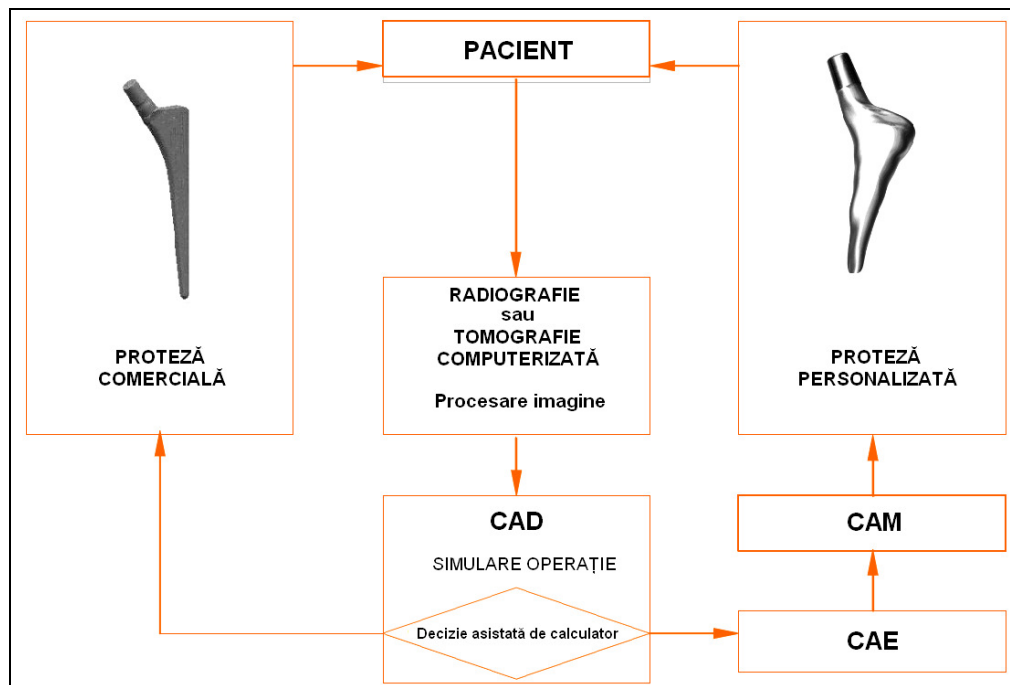 PACIENT
PROTEZĂ
COMERCIALĂ
RADIOGRAFIE
sau
TOMOGRAFIE
COMPUTERIZATĂ
Procesare imagine
PROTEZĂ
PERSONALIZATĂ
CAD
SIMULARE OPERAȚIE
Decizie asistată de calculator
CAM
CAE